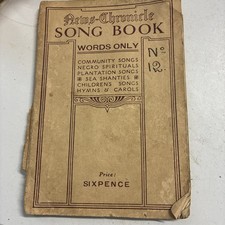 News-Chronicle
SONG BOOK
WORDS ONLY
No.
12.
COMMUNITY SONGS
NEGRO SPIRITUALS
PLANTATION SONGS
SEA SHANTIES
CHILDRENS SONGS
HYMNS & CAROLS
Price:
SIXPENCE